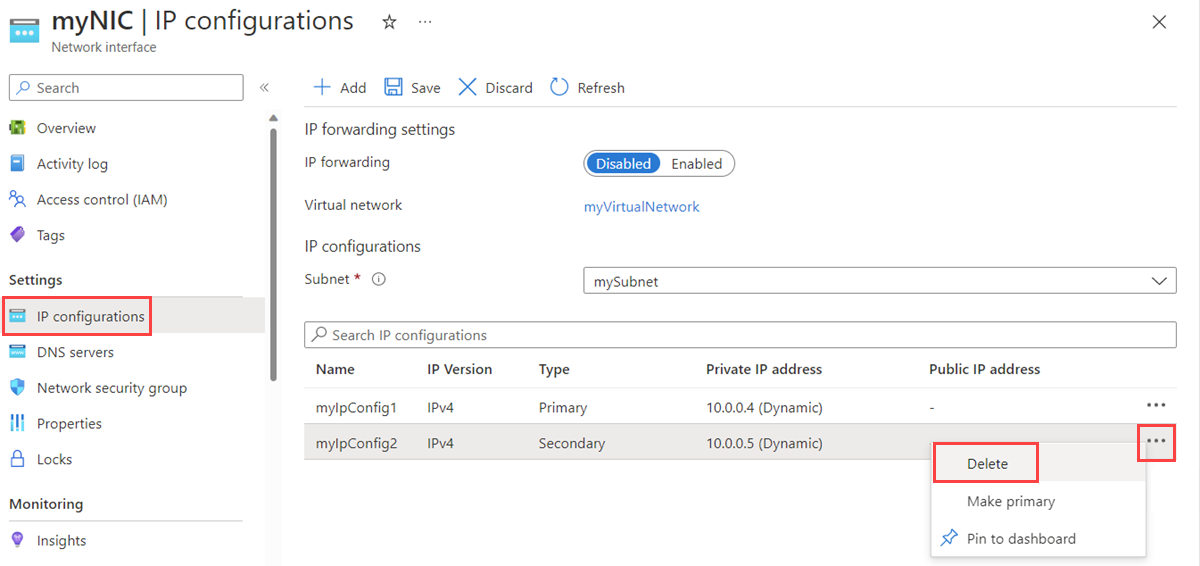 myNIC | IP configurations
Network interface
Search
Overview
Activity log
Access control (IAM)
Tags
Settings
IP configurations
DNS servers
Network security group
Properties
Locks
Monitoring
Insights
Add Save Discard Refresh
IP forwarding settings
IP forwarding Disabled Enabled
Virtual network myVirtualNetwork
IP configurations
Subnet * mySubnet
Search IP configurations
Name IP Version Type Private IP address Public IP address
myIpConfig1 IPv4 Primary 10.0.0.4 (Dynamic) -
myIpConfig2 IPv4 Secondary 10.0.0.5 (Dynamic)
Delete
Make primary
Pin to dashboard